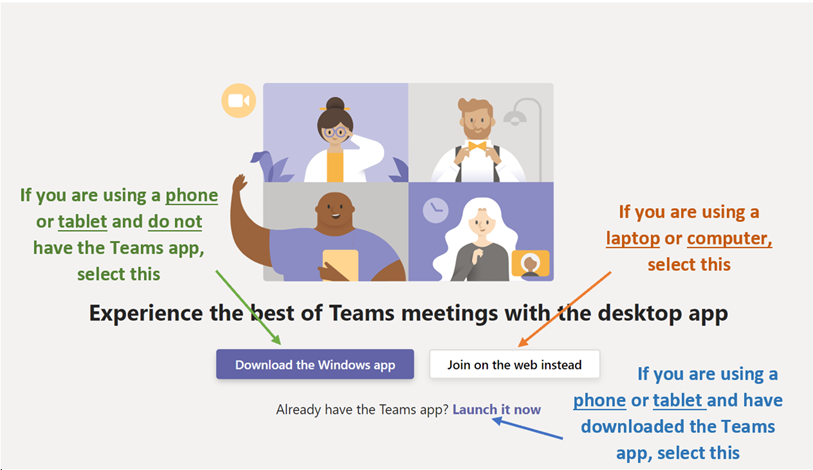 If you are using a phone
or tablet and do not
have the Teams app,
select this
If you are using a
laptop or computer,
select this
Experience the best of Teams meetings with the desktop app
Download the Windows app
Join on the web instead
Already have the Teams app? Launch it now
If you are using a
phone or tablet and have
downloaded the Teams
app, select this